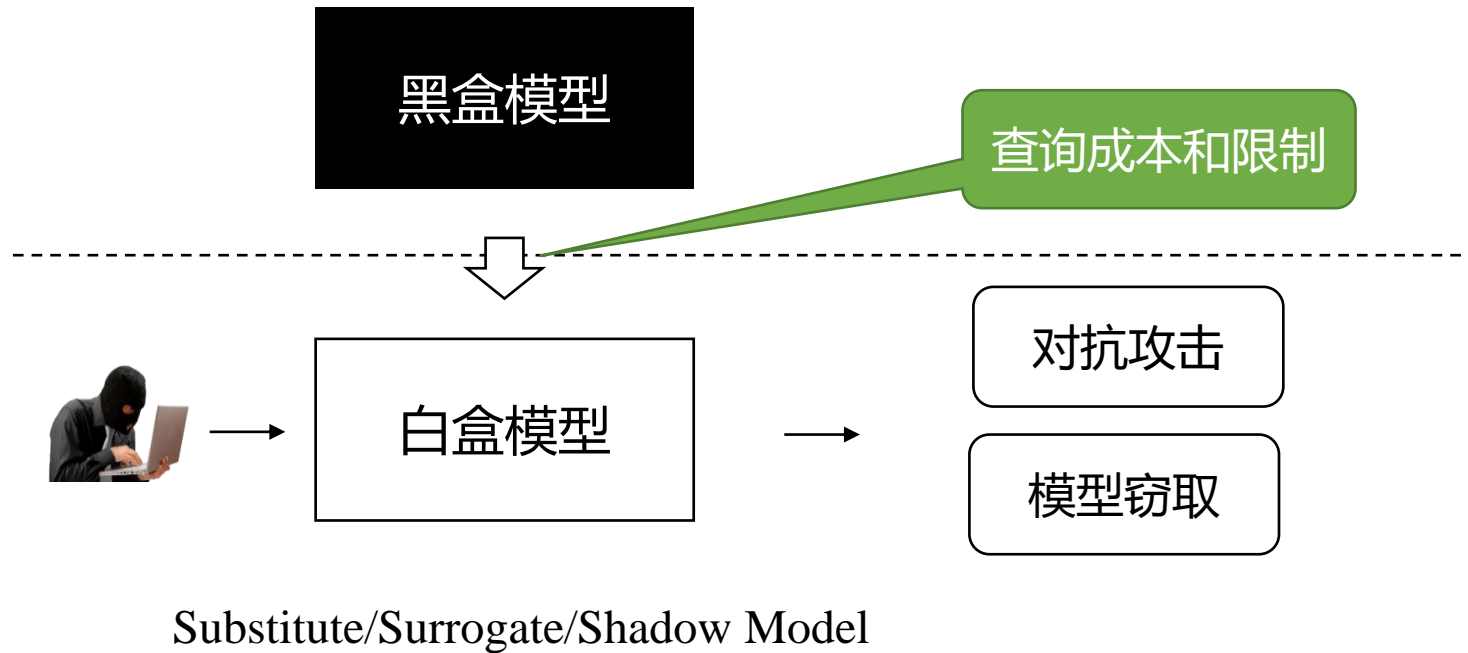 黑盒模型
查询成本和限制
对抗攻击
白盒模型
模型窃取
Substitute/Surrogate/Shadow Model